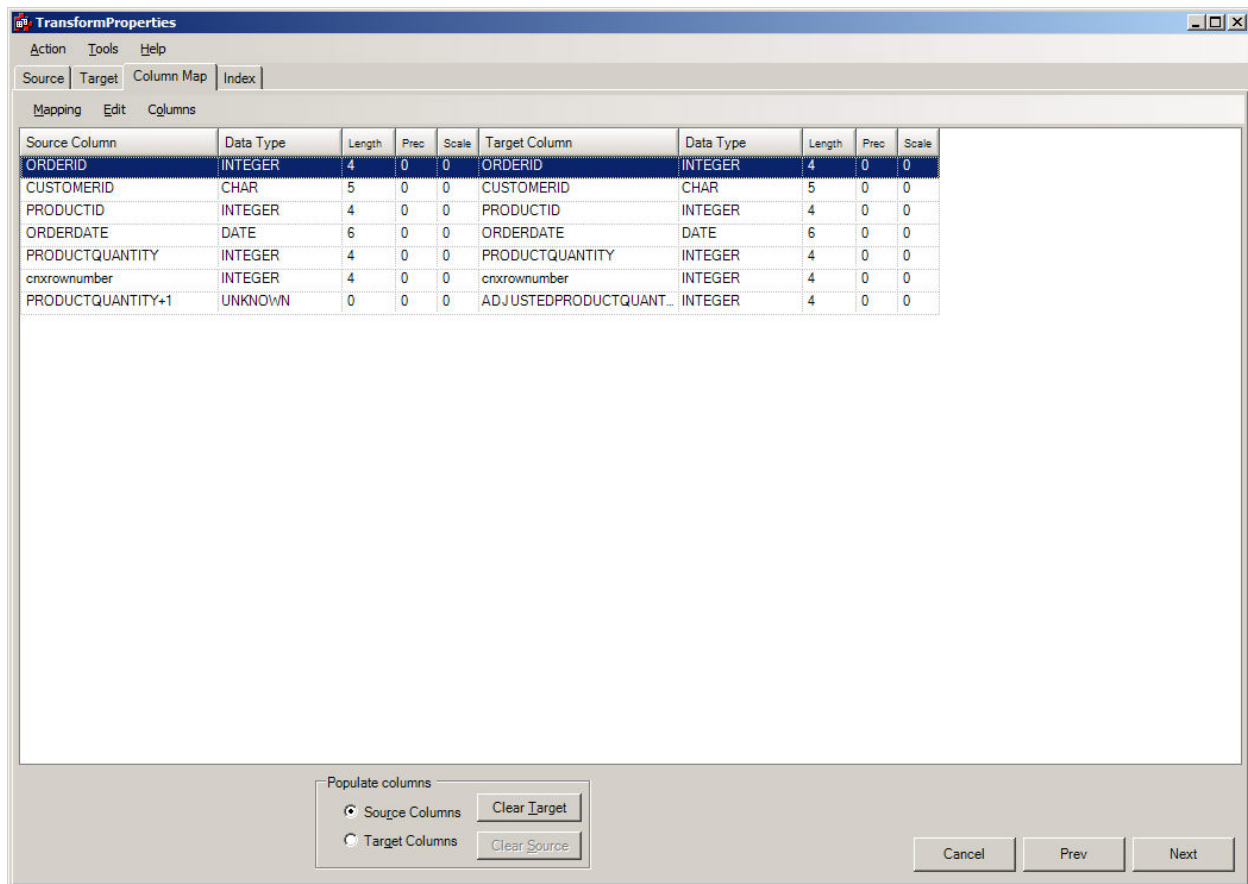 TransformProperties
Action Tools Help
Source Target Column Map Index
Mapping Edit Columns
Source Column Data Type Length Prec Scale Target Column Data Type Length Prec Scale
ORDERID INTEGER 4 0 0 ORDERID INTEGER 4 0 0
CUSTOMERID CHAR 5 0 0 CUSTOMERID CHAR 5 0 0
PRODUCTID INTEGER 4 0 0 PRODUCTID INTEGER 4 0 0
ORDERDATE DATE 6 0 0 ORDERDATE DATE 6 0 0
PRODUCTQUANTITY INTEGER 4 0 0 PRODUCTQUANTITY INTEGER 4 0 0
cnxrownumber INTEGER 4 0 0 cnxrownumber INTEGER 4 0 0
PRODUCTQUANTITY+1 UNKNOWN 0 0 0 ADJUSTEDPRODUCTQUANT... INTEGER 4 0 0
Populate columns
Source Columns Clear Target
Target Columns Clear Source
Cancel Prev Next